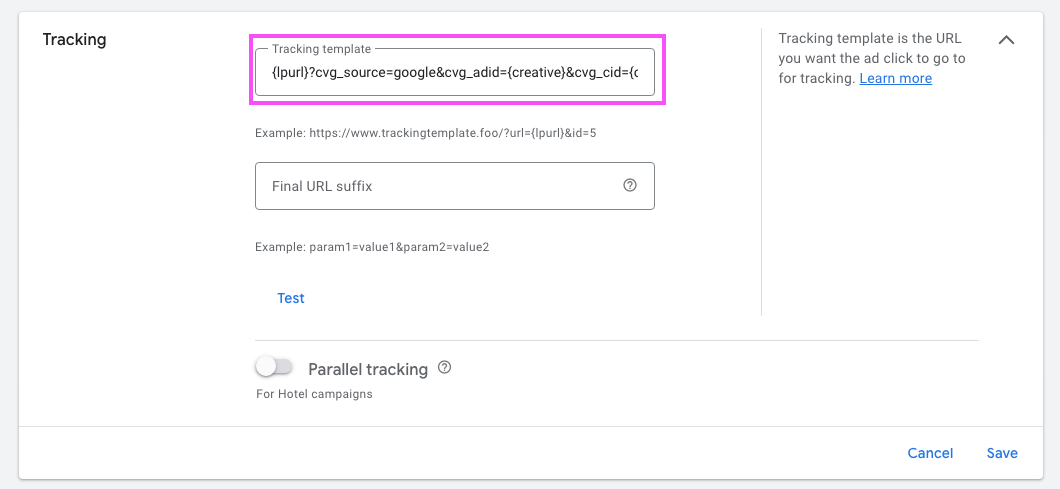 Tracking
Tracking template
{lpurl}?cvg_source=google&cvg_adid={creative}&cvg_cid={c
Example: https://www.trackingtemplate.foo/?url={lpurl}&id=5
Final URL suffix
Example: param1=value1&param2=value2
Test
Parallel tracking
For Hotel campaigns
Tracking template is the URL
you want the ad click to go to
for tracking. Learn more
Cancel
Save